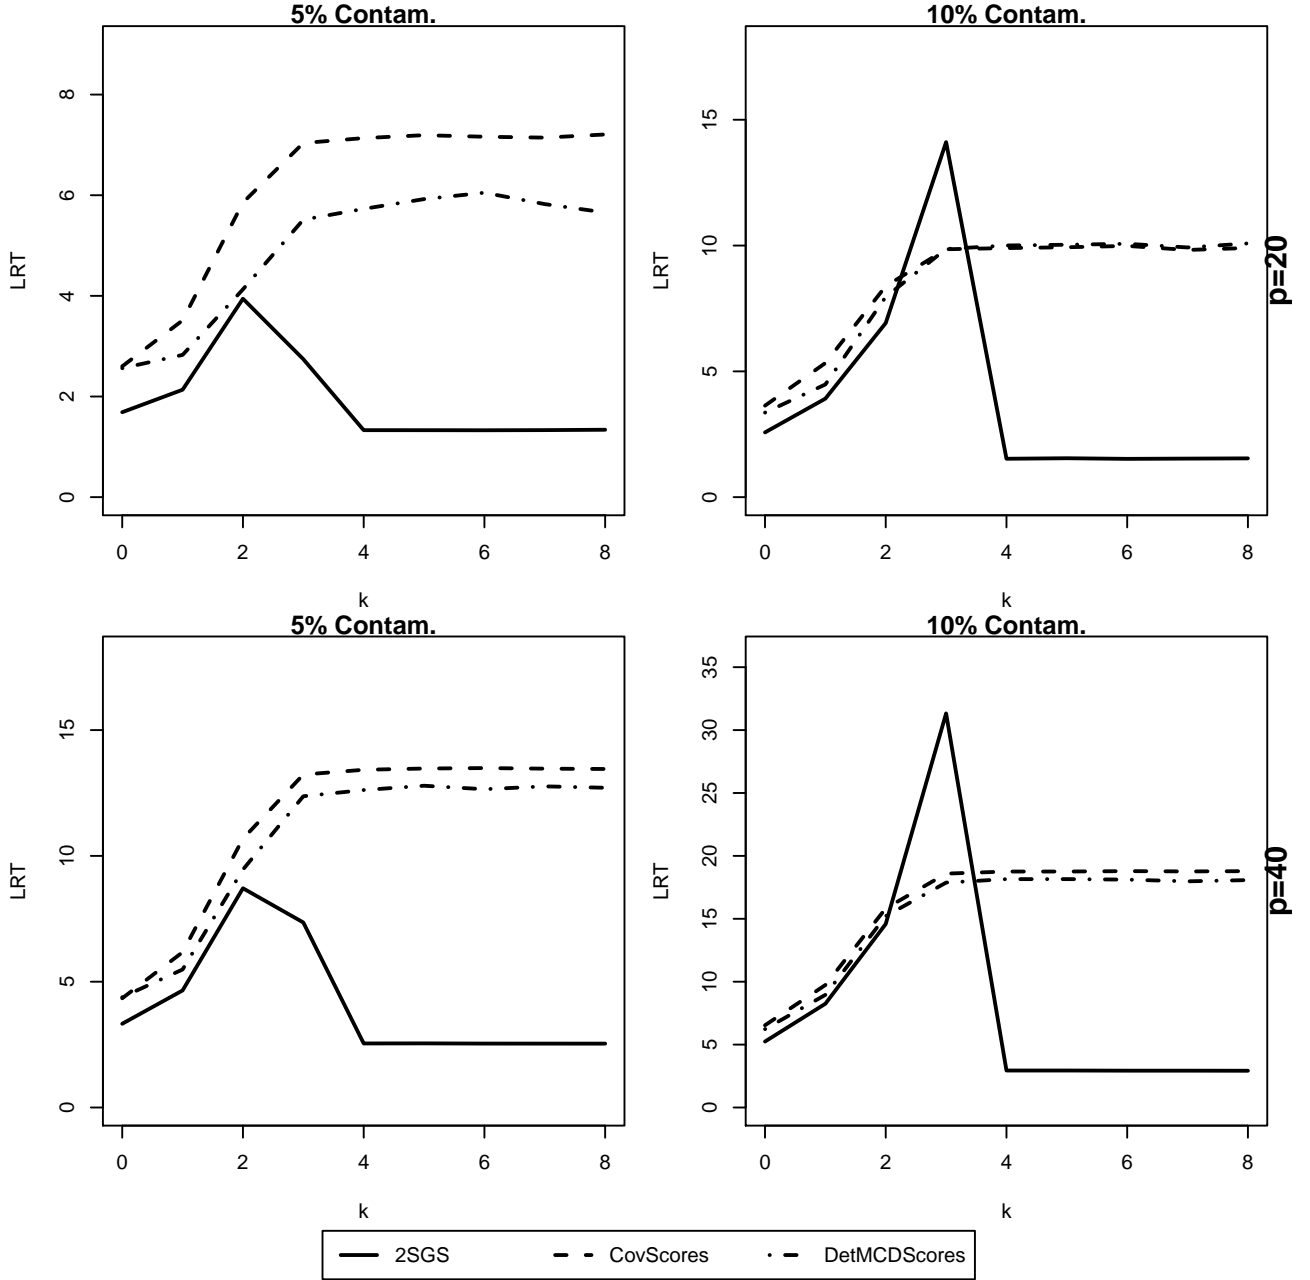 5% Contam.
LRT
0 2 4 6 8
0 2 4 6 8
k
10% Contam.
LRT
0 5 10 15
0 2 4 6 8
k
p=20
5% Contam.
LRT
0 5 10 15
0 2 4 6 8
k
10% Contam.
LRT
0 5 10 15 20 25 30 35
0 2 4 6 8
k
p=40
2SGS CovScores DetMCDScores